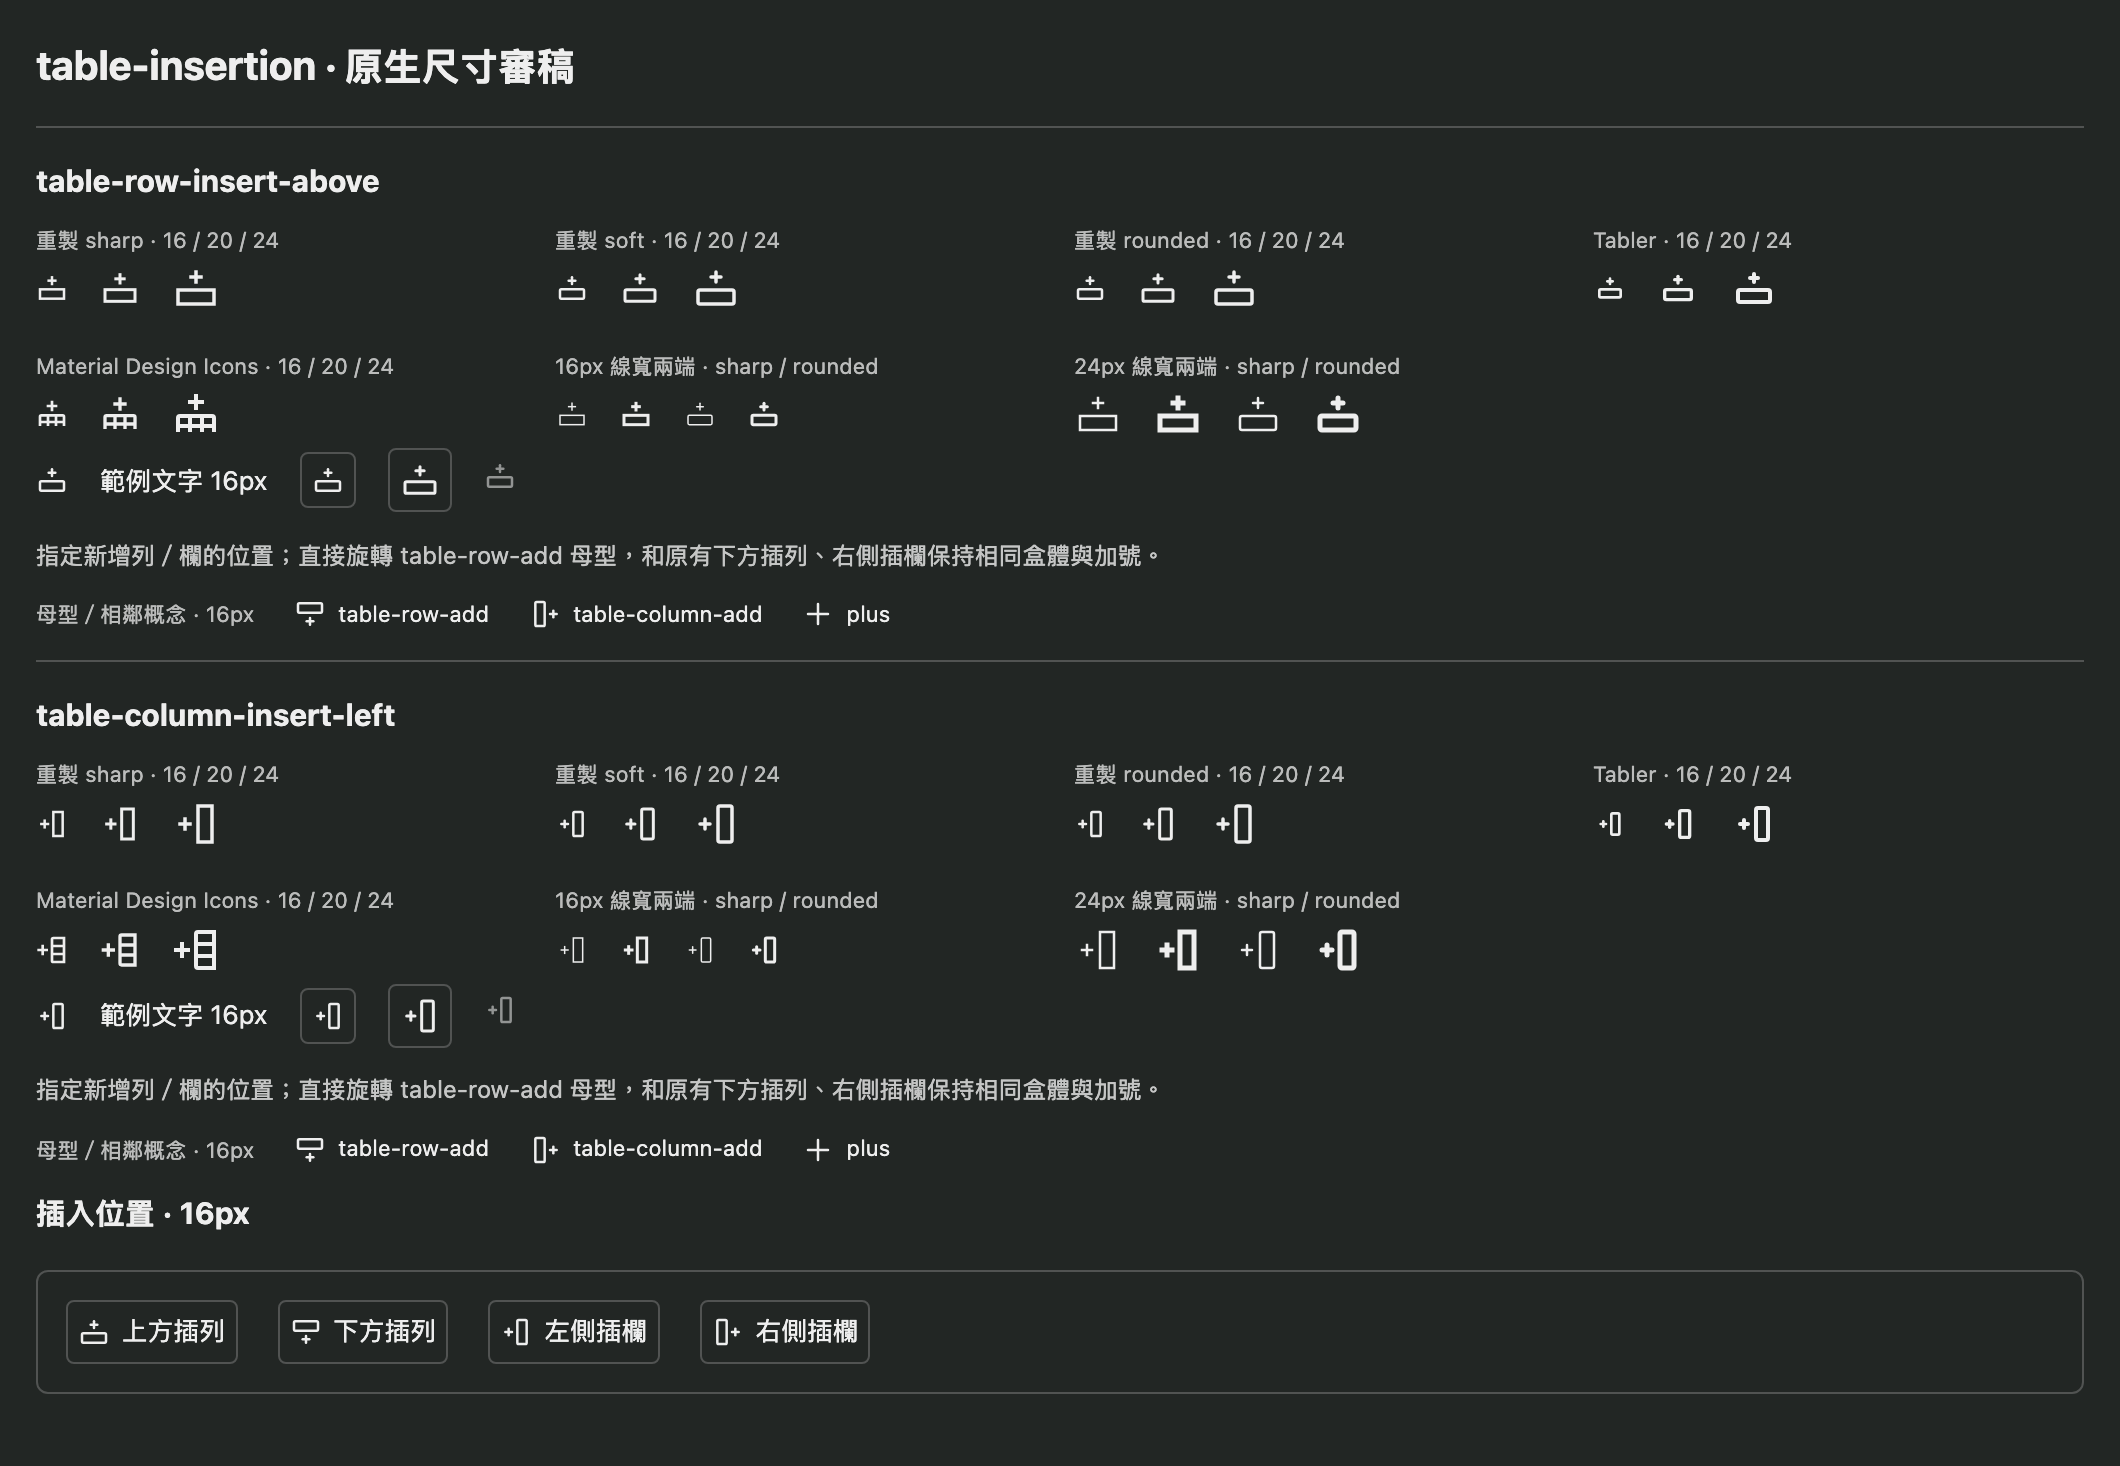 table-insertion · 原生尺寸審稿
table-row-insert-above
重製 sharp · 16 / 20 / 24
重製 soft · 16 / 20 / 24
重製 rounded · 16 / 20 / 24
Tabler · 16 / 20 / 24
Material Design Icons · 16 / 20 / 24
16px 線寬兩端 · sharp / rounded
24px 線寬兩端 · sharp / rounded
範例文字 16px
指定新增列 / 欄的位置；直接旋轉 table-row-add 母型，和原有下方插列、右側插欄保持相同盒體與加號。
母型 / 相鄰概念 · 16px table-row-add table-column-add plus
table-column-insert-left
重製 sharp · 16 / 20 / 24
重製 soft · 16 / 20 / 24
重製 rounded · 16 / 20 / 24
Tabler · 16 / 20 / 24
Material Design Icons · 16 / 20 / 24
16px 線寬兩端 · sharp / rounded
24px 線寬兩端 · sharp / rounded
範例文字 16px
指定新增列 / 欄的位置；直接旋轉 table-row-add 母型，和原有下方插列、右側插欄保持相同盒體與加號。
母型 / 相鄰概念 · 16px table-row-add table-column-add plus
插入位置 · 16px
上方插列 下方插列 左側插欄 右側插欄